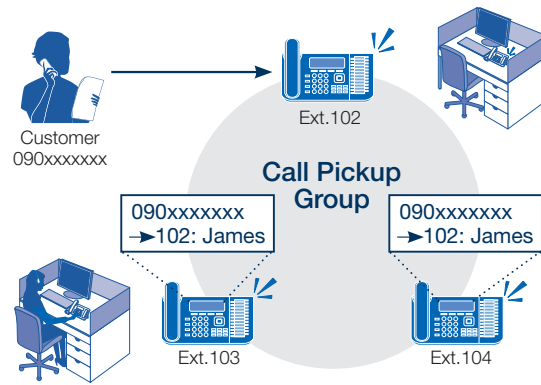 Customer
090xxxxxxx
Ext.102
Call Pickup
Group
090xxxxxxx
→102: James
090xxxxxxx
→102: James
Ext.103
Ext.104